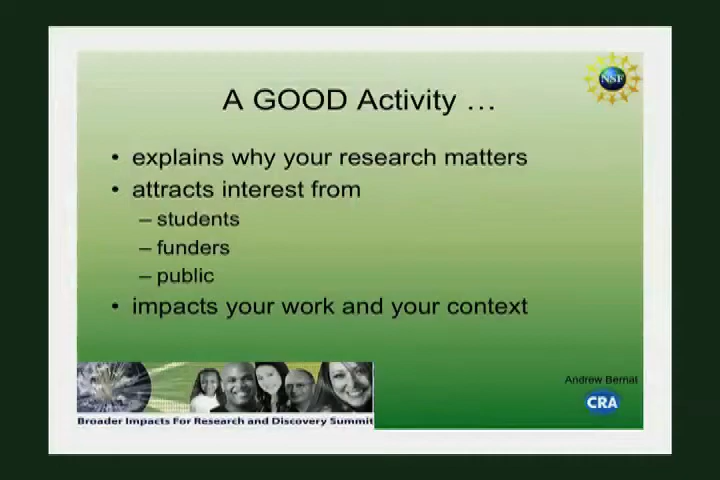 NSF
A GOOD Activity …
• explains why your research matters
• attracts interest from
– students
– funders
– public
• impacts your work and your context
Andrew Bernat
CRA
Broader Impacts For Research and Discovery Summit